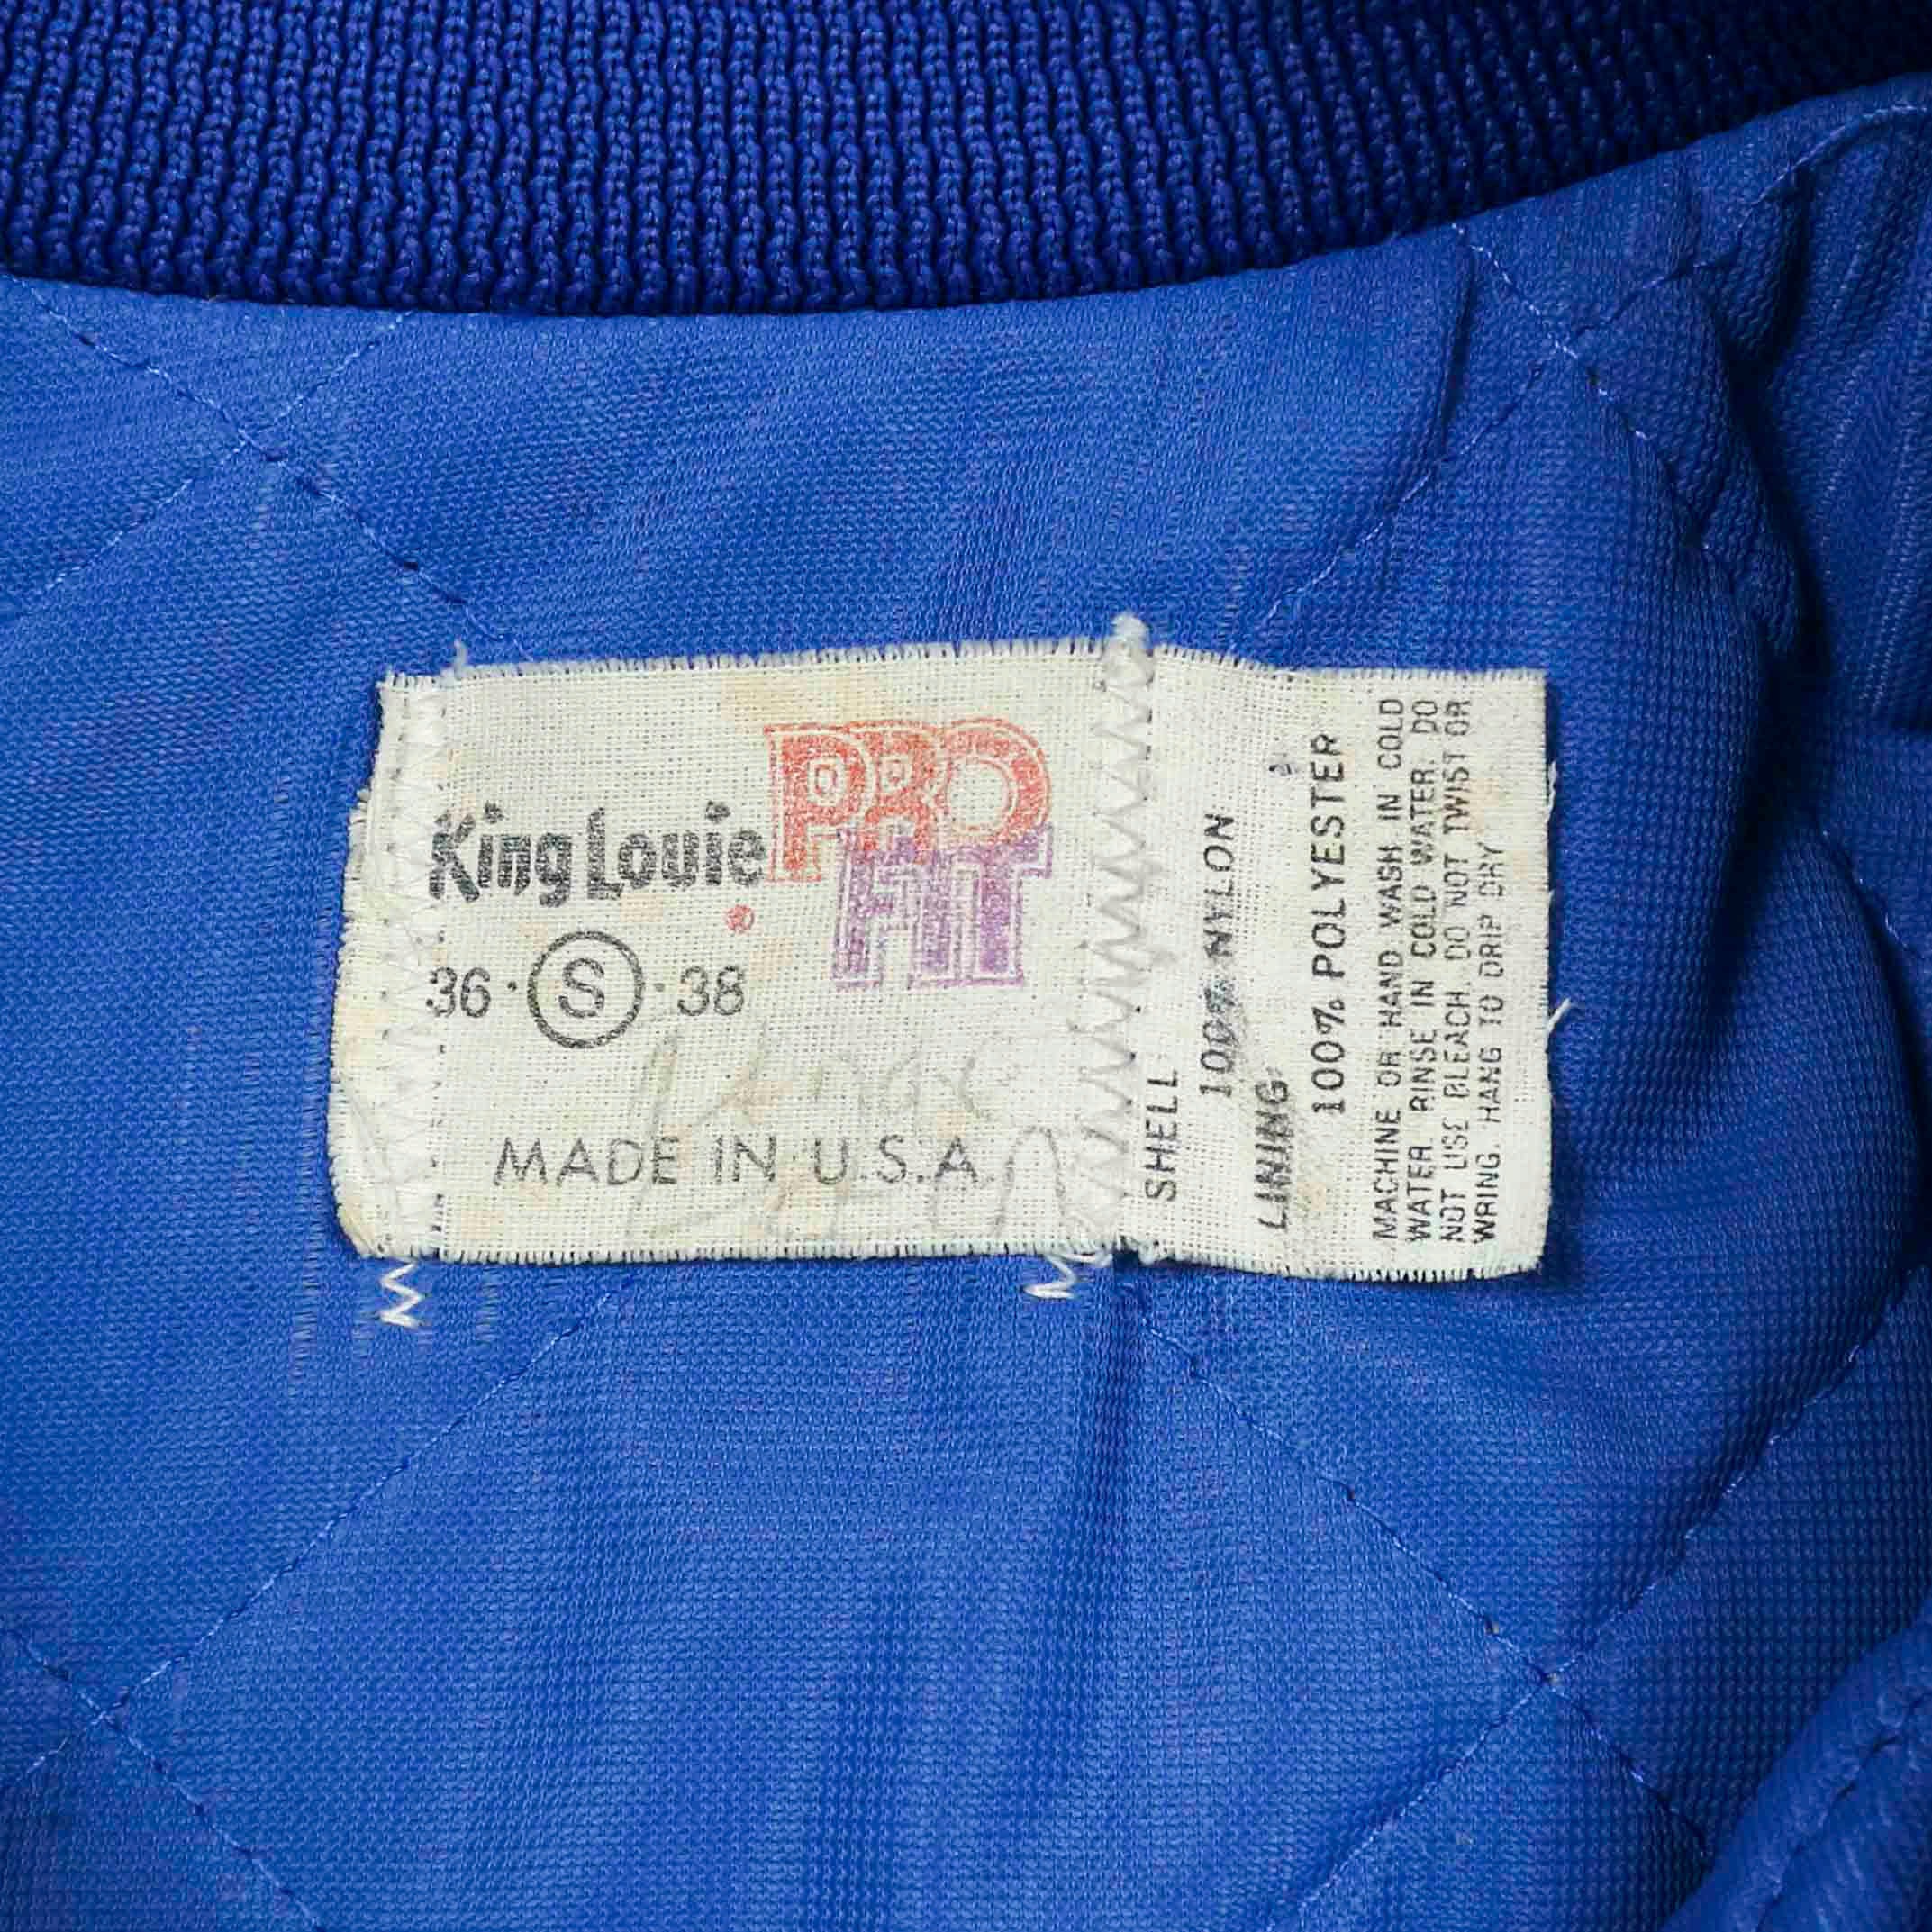 King Louie
PRO
FIT
36 · S · 38
MADE IN U.S.A.
SHELL
100% NYLON
LINING
100% POLYESTER
MACHINE OR HAND WASH IN COLD
WATER. RINSE IN COLD WATER. DO
NOT USE BLEACH. DO NOT TWIST OR
WRING. HANG TO DRIP DRY